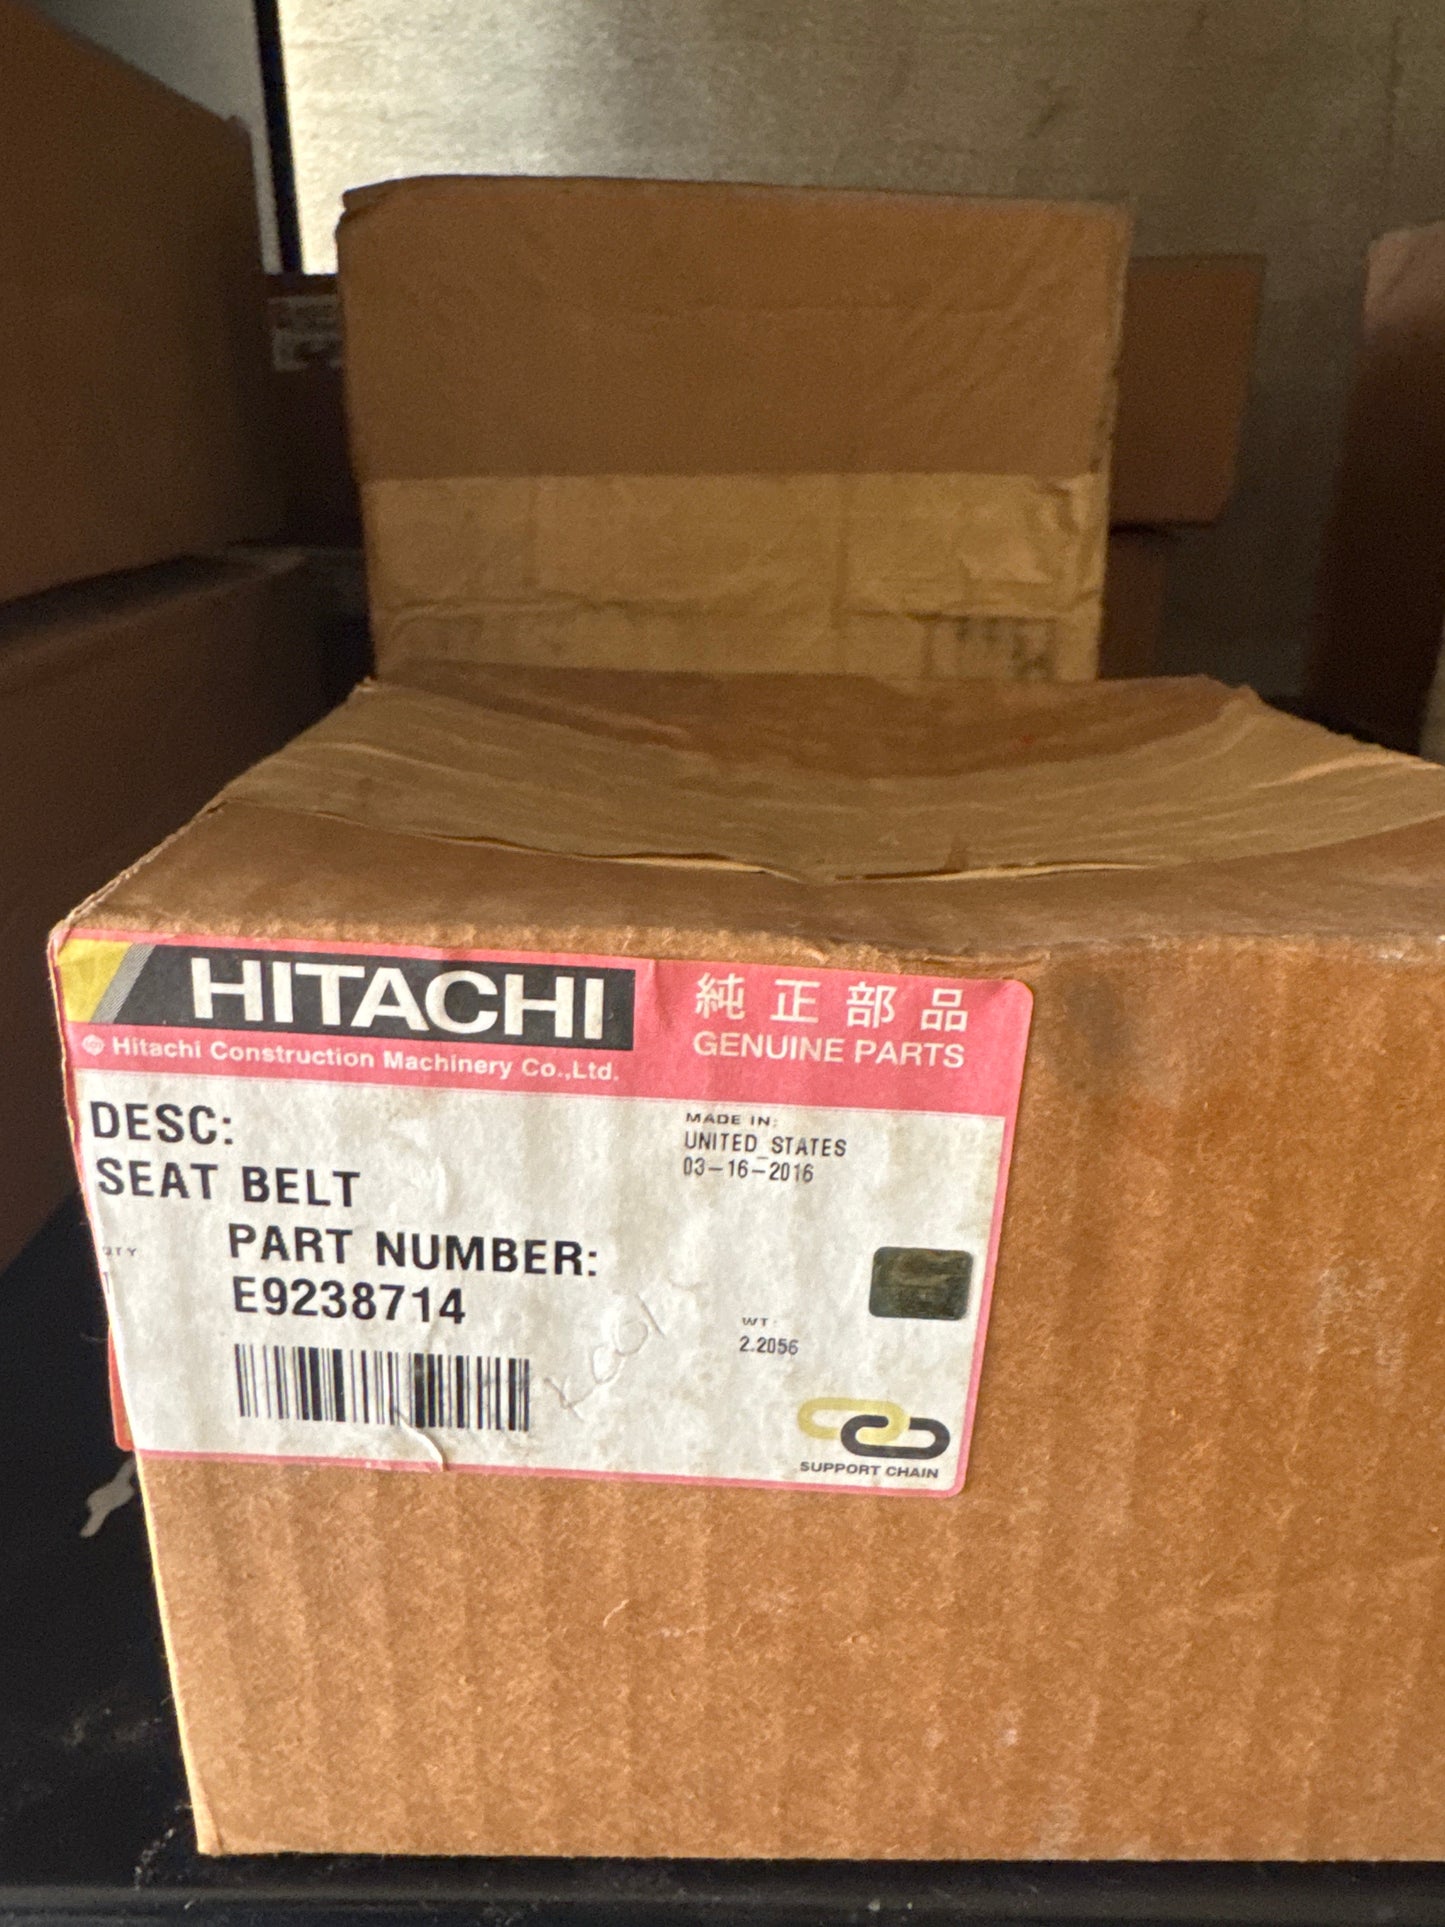 HITACHI
Hitachi Construction Machinery Co.,Ltd.
純正部品
GENUINE PARTS
DESC:
SEAT BELT
MADE IN:
UNITED STATES
03-16-2016
QTY
PART NUMBER:
E9238714
WT:
2.2056
SUPPORT CHAIN